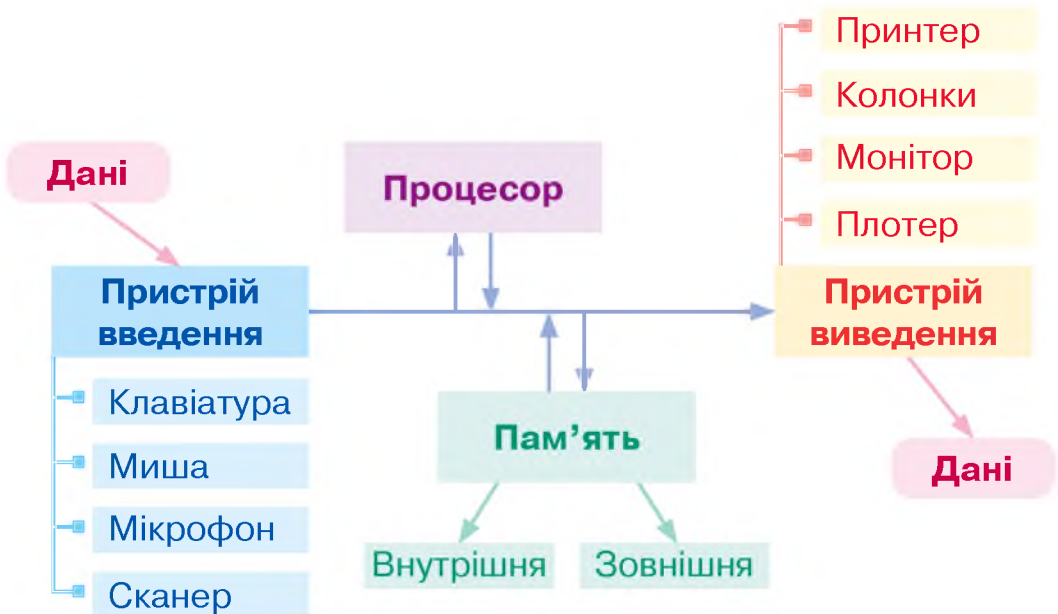 Дані
Пристрій
введення
Клавіатура
Миша
Мікрофон
Сканер
Процесор
Пам’ять
Внутрішня
Зовнішня
Принтер
Колонки
Монітор
Плотер
Пристрій
виведення
Дані